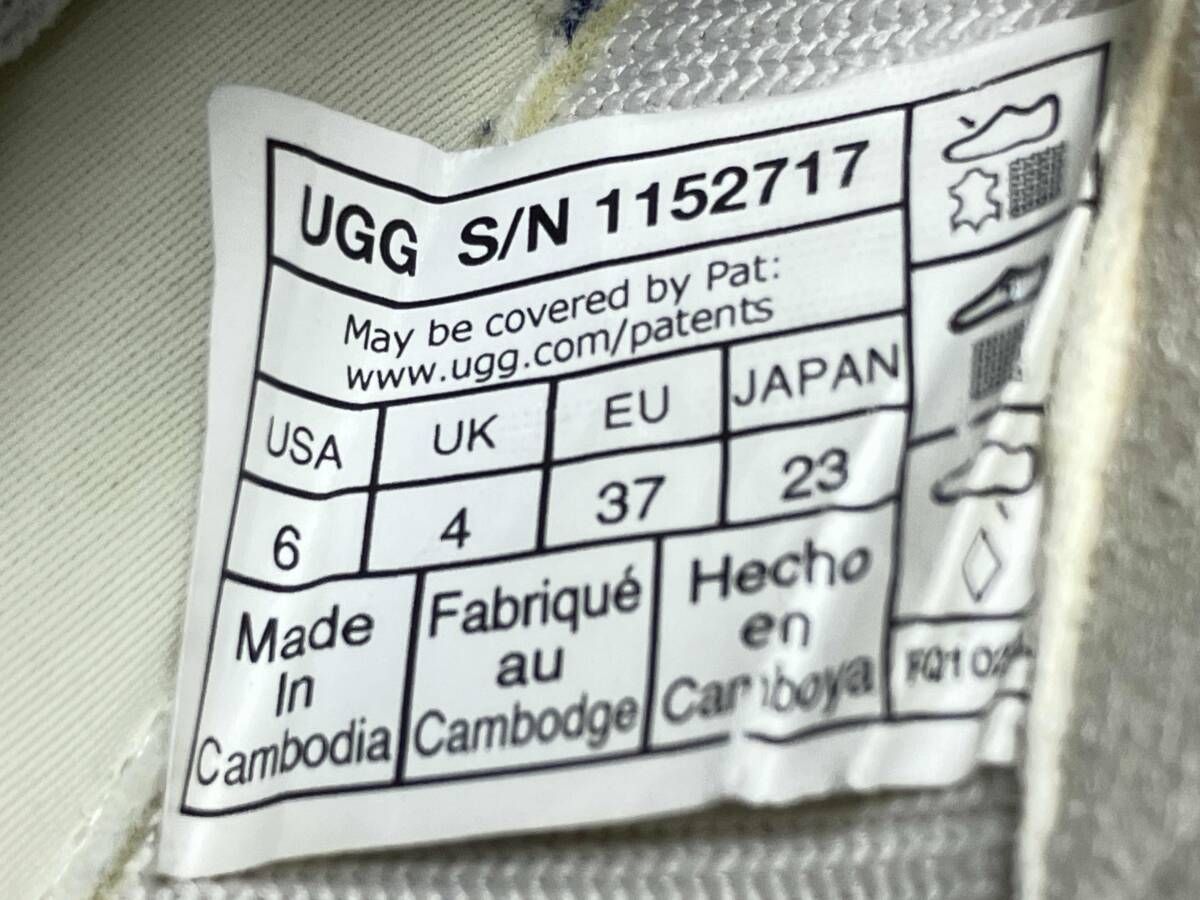 UGG S/N 1152717
May be covered by Pat:
www.ugg.com/patents
USA UK EU JAPAN
6 4 37 23
Made
In
Cambodia
Fabriqué
au
Cambodge
Hecho
en
Camboya